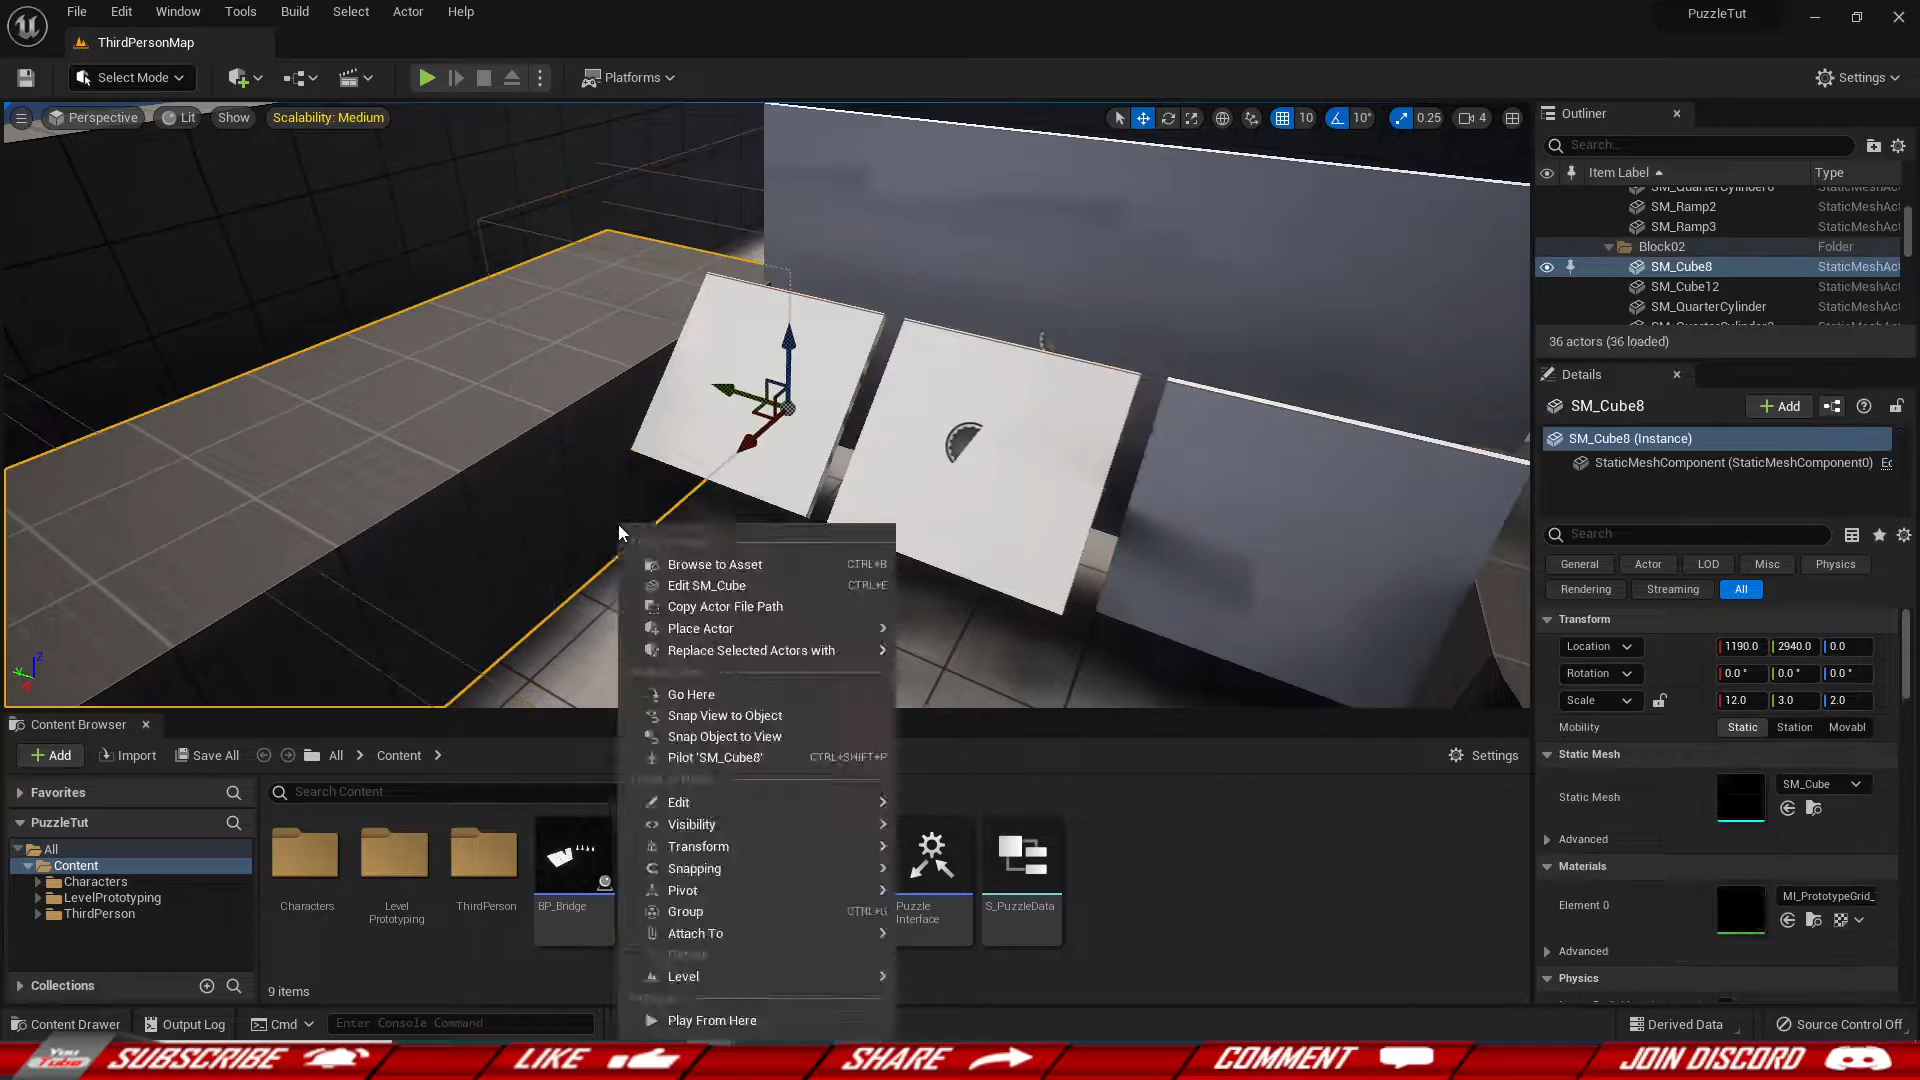 File Edit Window Tools Build Select Actor Help
PuzzleTut
ThirdPersonMap
Select Mode
Platforms
Settings
Perspective Lit Show Scalability: Medium
10 10° 0.25 4
Outliner
Search...
Item Label Type
SM_QuarterCylinder6 StaticMeshAct
SM_Ramp2 StaticMeshAct
SM_Ramp3 StaticMeshAct
Block02 Folder
SM_Cube8 StaticMeshAct
SM_Cube12 StaticMeshAct
SM_QuarterCylinder StaticMeshAct
36 actors (36 loaded)
Details
SM_Cube8 Add
SM_Cube8 (Instance)
StaticMeshComponent (StaticMeshComponent0)
Search
General Actor LOD Misc Physics
Rendering Streaming All
Transform
Location 1190.0 2940.0 0.0
Rotation 0.0° 0.0° 0.0°
Scale 12.0 3.0 2.0
Mobility Static Station Movabl
Static Mesh
Static Mesh SM_Cube
Advanced
Materials
Element 0 MI_PrototypeGrid_
Advanced
Physics
Browse to Asset CTRL+B
Edit SM_Cube CTRL+E
Copy Actor File Path
Place Actor
Replace Selected Actors with
Go Here
Snap View to Object
Snap Object to View
Pilot 'SM_Cube8' CTRL+SHIFT+P
Edit
Visibility
Transform
Snapping
Pivot
Group CTRL+G
Attach To
Level
Play From Here
Content Browser
Add Import Save All All Content
Settings
Favorites
PuzzleTut
All
Content
Characters
LevelPrototyping
ThirdPerson
Collections
Search Content
Characters
Level
Prototyping
ThirdPerson
BP_Bridge
Puzzle
Interface
S_PuzzleData
9 items
Content Drawer Output Log Cmd Enter Console Command
Derived Data Source Control Off
You Tube SUBSCRIBE LIKE SHARE COMMENT JOIN DISCORD